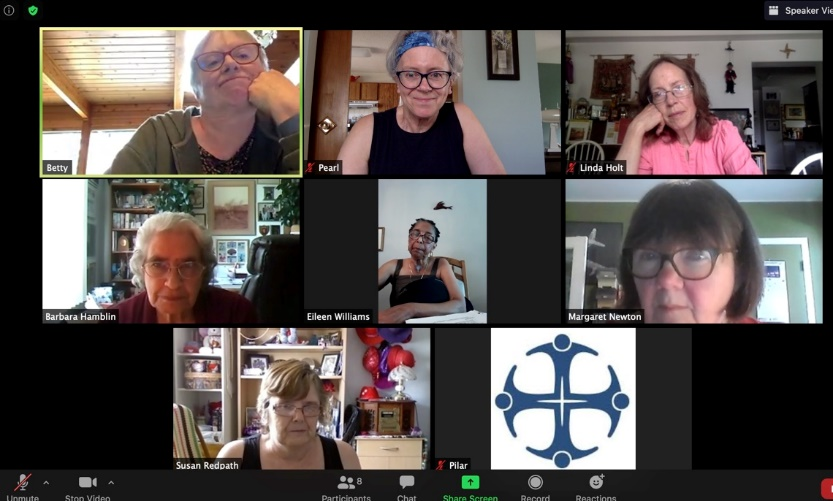 Speaker Vie
Betty
Pearl
Linda Holt
Barbara Hamblin
Eileen Williams
Margaret Newton
Susan Redpath
Pilar
Unmute
Stop Video
8
Participants
Chat
Share Screen
Record
Reactions